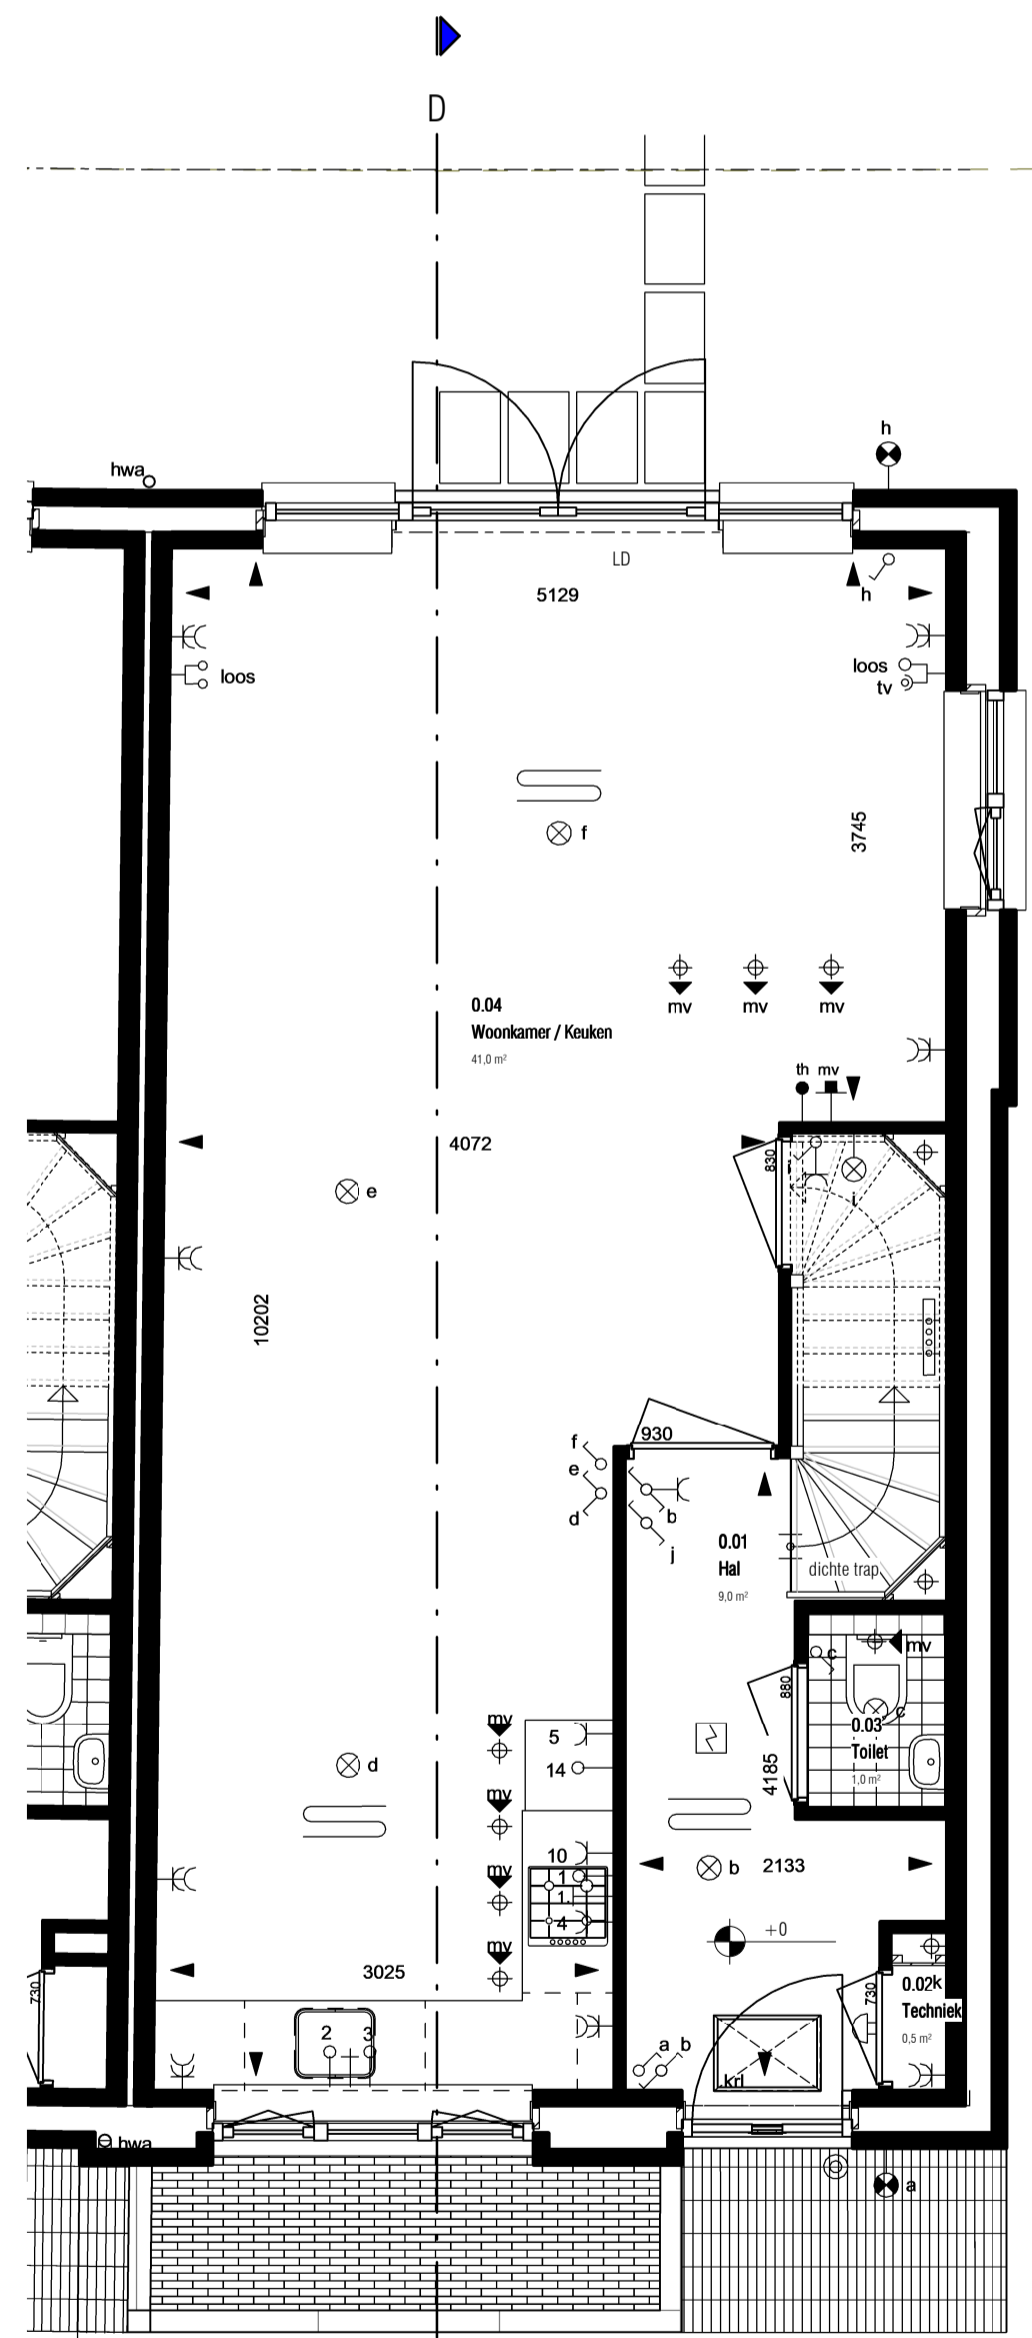 D
h
hwa
LD
5129
h
loos
loos
tv
f
3745
mv mv mv
0.04
Woonkamer / Keuken
41,0 m²
th mv
4072
830
i
e
10202
930
f
e
d
b
j
0.01
Hal
9,0 m²
dichte trap
mv
c
880
c
0.03
Toilet
1,0 m²
mv
5
14
d
mv
4185
10
1
1.
4
mv
b
2133
+0
mv
3025
730
730
0.02k
Techniek
0,5 m²
2
3
a b
krl
hwa
a